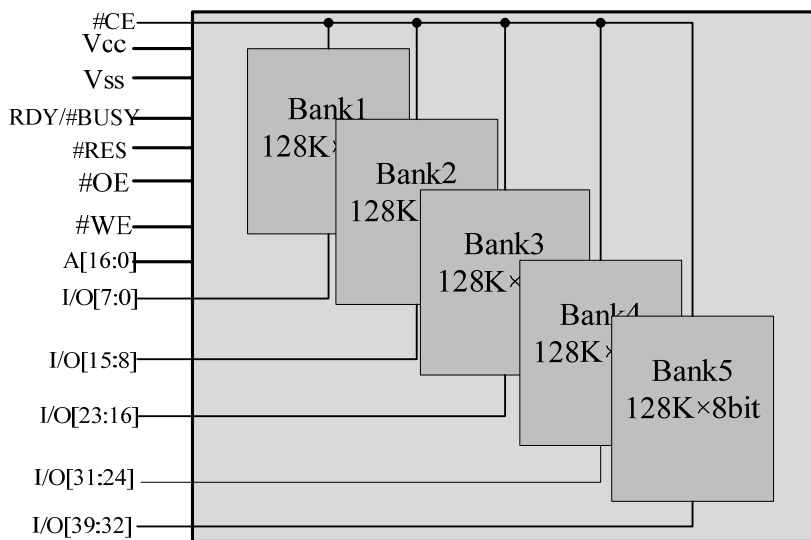 #CE
Vcc
Vss
RDY/#BUSY
#RES
#OE
#WE
A[16:0]
I/O[7:0]
I/O[15:8]
I/O[23:16]
I/O[31:24]
I/O[39:32]
Bank1
128K×
Bank2
128K
Bank3
128K×
Bank4
128K×
Bank5
128K×8bit